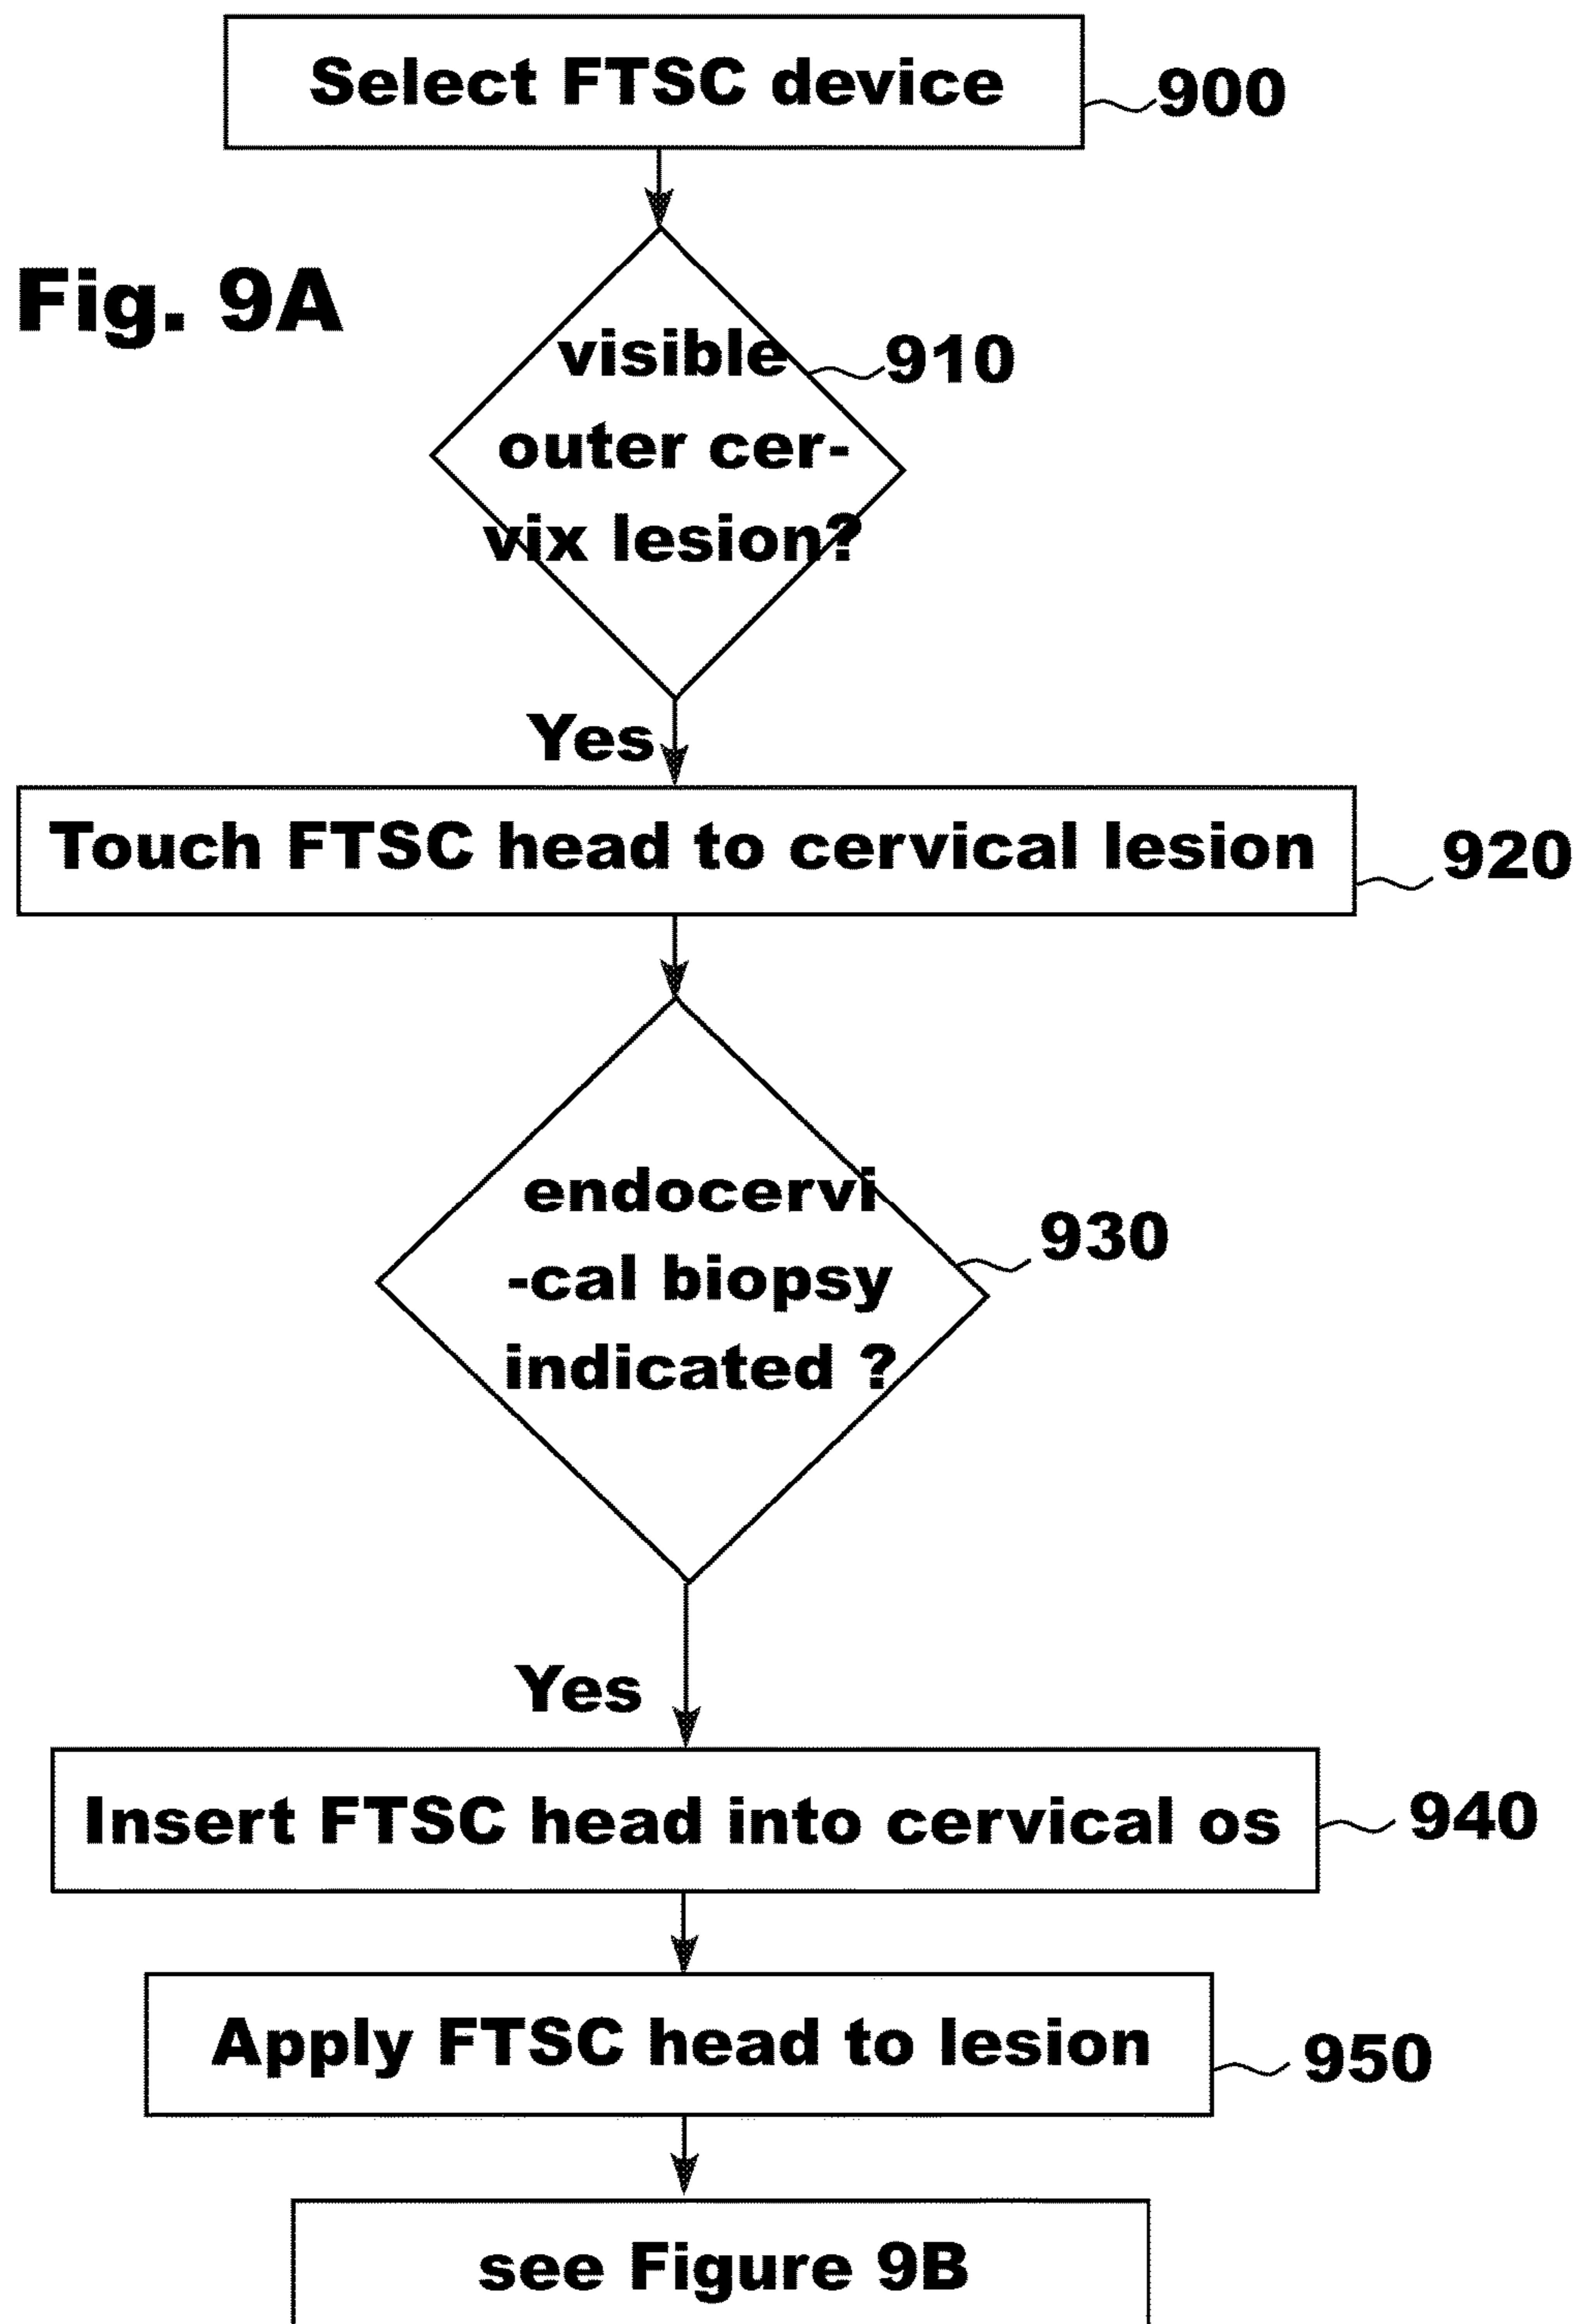 Select FTSC device
900
Fig. 9A
visible
910
outer cer-
vix lesion?
Yes
Touch FTSC head to cervical lesion
920
endocervi
930
-cal biopsy
indicated ?
Yes
Insert FTSC head into cervical os
940
Apply FTSC head to lesion
950
see Figure 9B